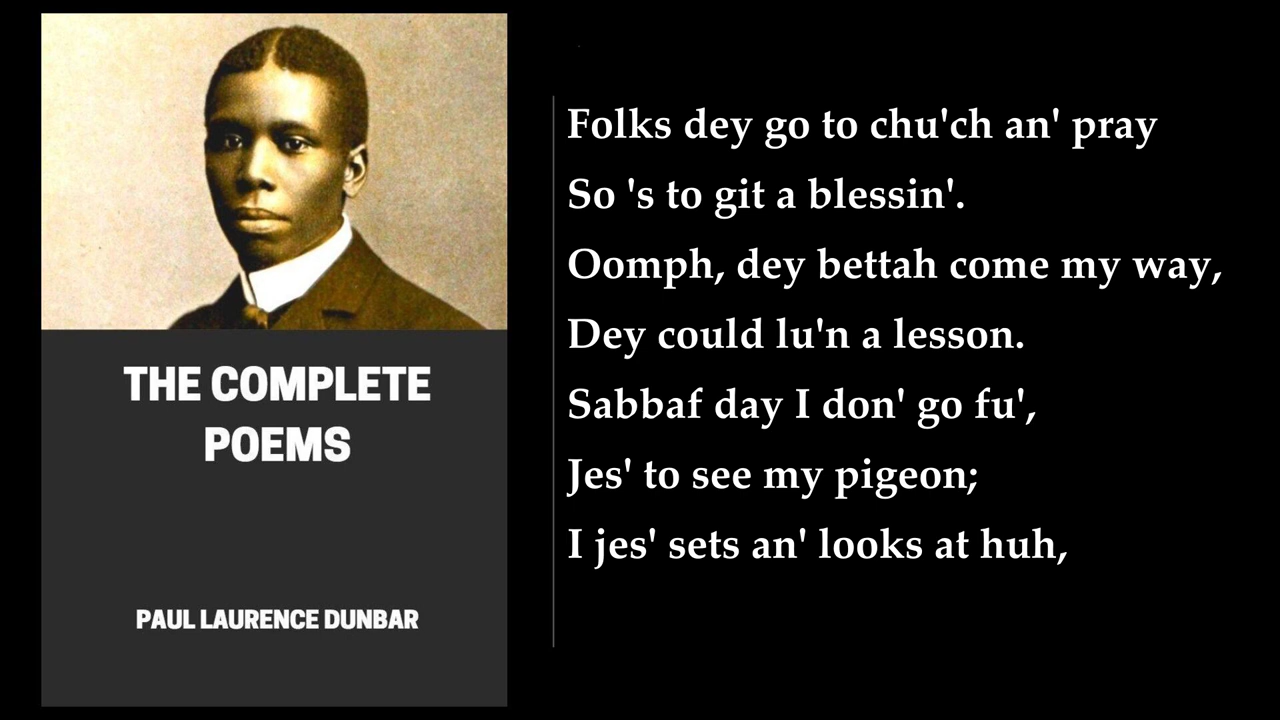 THE COMPLETE
POEMS
PAUL LAURENCE DUNBAR
Folks dey go to chu'ch an' pray
So 's to git a blessin'.
Oomph, dey bettah come my way,
Dey could lu'n a lesson.
Sabbaf day I don' go fu',
Jes' to see my pigeon;
I jes' sets an' looks at huh,